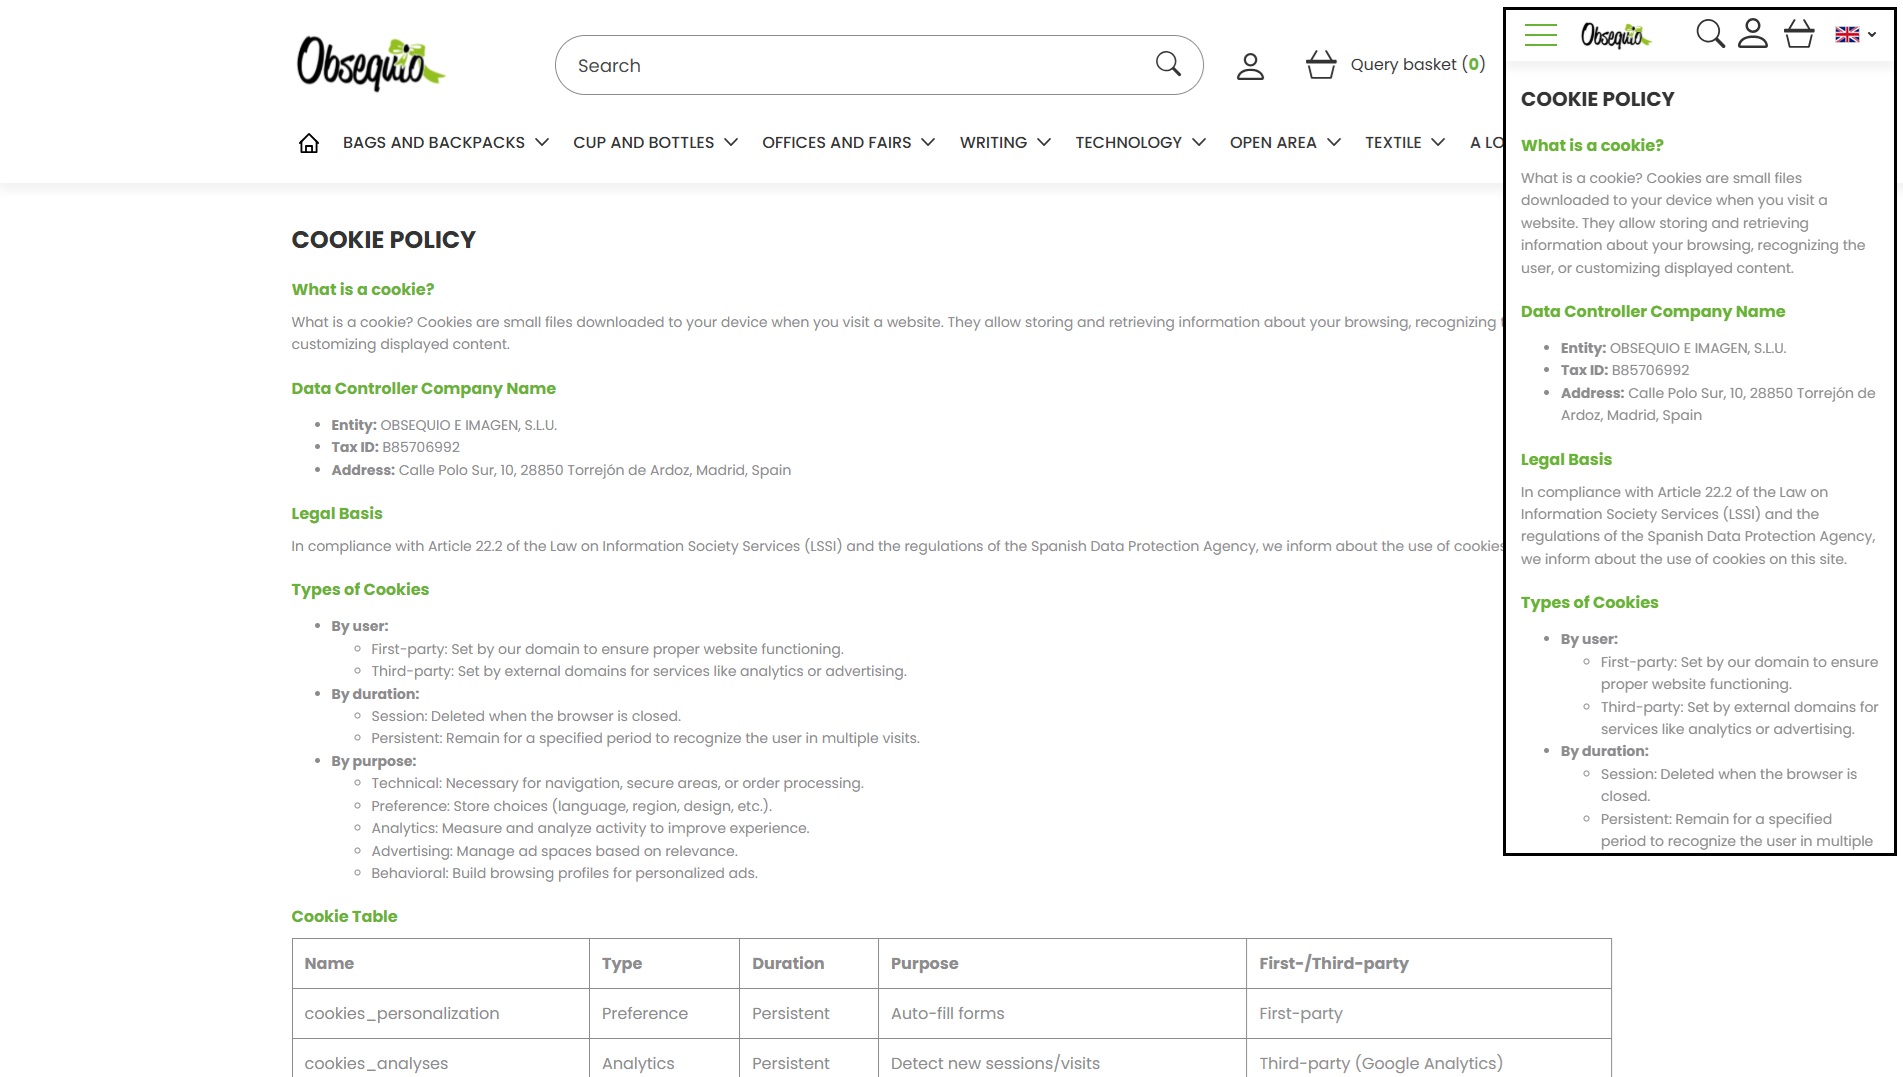 Obsequio
Search
Query basket (0)
BAGS AND BACKPACKS
CUP AND BOTTLES
OFFICES AND FAIRS
WRITING
TECHNOLOGY
OPEN AREA
TEXTILE
A LO
COOKIE POLICY
What is a cookie?
What is a cookie? Cookies are small files downloaded to your device when you visit a website. They allow storing and retrieving information about your browsing, recognizing
customizing displayed content.
Data Controller Company Name
• Entity: OBSEQUIO E IMAGEN, S.L.U.
• Tax ID: B85706992
• Address: Calle Polo Sur, 10, 28850 Torrejón de Ardoz, Madrid, Spain
Legal Basis
In compliance with Article 22.2 of the Law on Information Society Services (LSSI) and the regulations of the Spanish Data Protection Agency, we inform about the use of cookies
Types of Cookies
• By user:
◦ First-party: Set by our domain to ensure proper website functioning.
◦ Third-party: Set by external domains for services like analytics or advertising.
• By duration:
◦ Session: Deleted when the browser is closed.
◦ Persistent: Remain for a specified period to recognize the user in multiple visits.
• By purpose:
◦ Technical: Necessary for navigation, secure areas, or order processing.
◦ Preference: Store choices (language, region, design, etc.).
◦ Analytics: Measure and analyze activity to improve experience.
◦ Advertising: Manage ad spaces based on relevance.
◦ Behavioral: Build browsing profiles for personalized ads.
Cookie Table
Name Type Duration Purpose First-/Third-party
cookies_personalization Preference Persistent Auto-fill forms First-party
cookies_analyses Analytics Persistent Detect new sessions/visits Third-party (Google Analytics)
Obsequio
COOKIE POLICY
What is a cookie?
What is a cookie? Cookies are small files
downloaded to your device when you visit a
website. They allow storing and retrieving
information about your browsing, recognizing the
user, or customizing displayed content.
Data Controller Company Name
• Entity: OBSEQUIO E IMAGEN, S.L.U.
• Tax ID: B85706992
• Address: Calle Polo Sur, 10, 28850 Torrejón de
Ardoz, Madrid, Spain
Legal Basis
In compliance with Article 22.2 of the Law on
Information Society Services (LSSI) and the
regulations of the Spanish Data Protection Agency,
we inform about the use of cookies on this site.
Types of Cookies
• By user:
◦ First-party: Set by our domain to ensure
proper website functioning.
◦ Third-party: Set by external domains for
services like analytics or advertising.
• By duration:
◦ Session: Deleted when the browser is
closed.
◦ Persistent: Remain for a specified
period to recognize the user in multiple